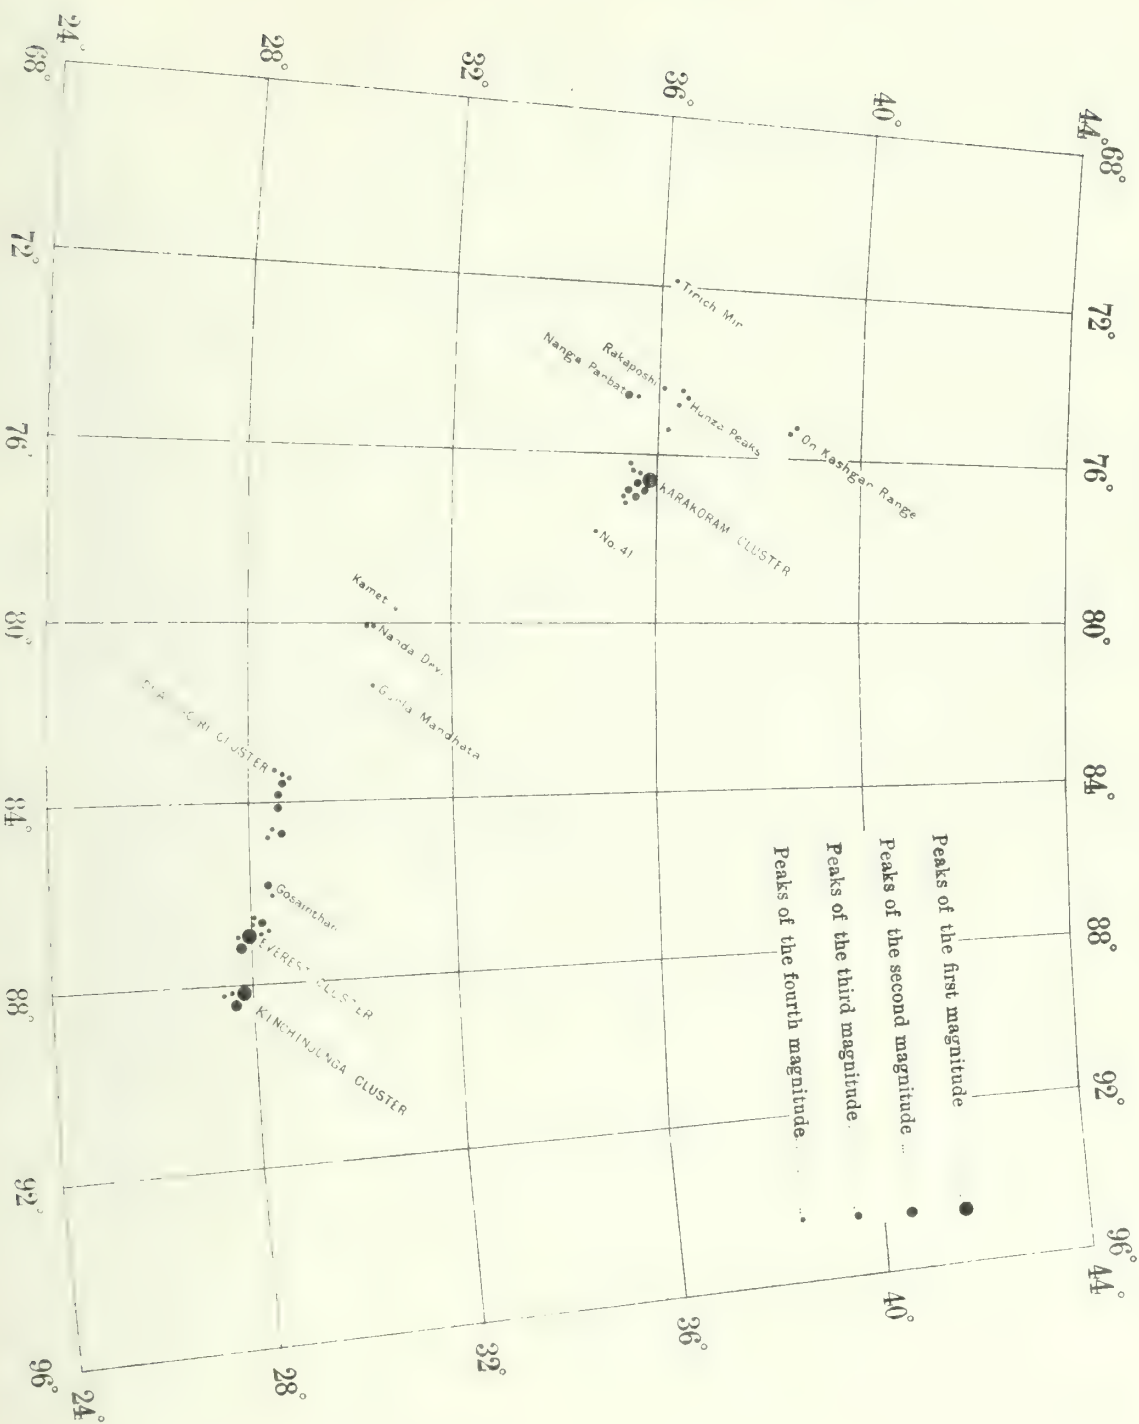 68°
72°
76°
80°
84°
88°
92°
96°
44°
44°
40°
40°
36°
36°
32°
32°
28°
28°
24°
24°
68°
72°
76°
80°
84°
88°
92°
96°
Peaks of the first magnitude
Peaks of the second magnitude ...
Peaks of the third magnitude.
Peaks of the fourth magnitude
On Kashgar Range
Tirich Mir
Hunza Peaks
Rakaposhi
Nanga Parbat
KARAKORAM CLUSTER
No. 41
Kamet
Nanda Devi
Gurla Mandhata
CLUSTER
Gosainthan
EVEREST CLUSTER
KINCHINJUNGA CLUSTER